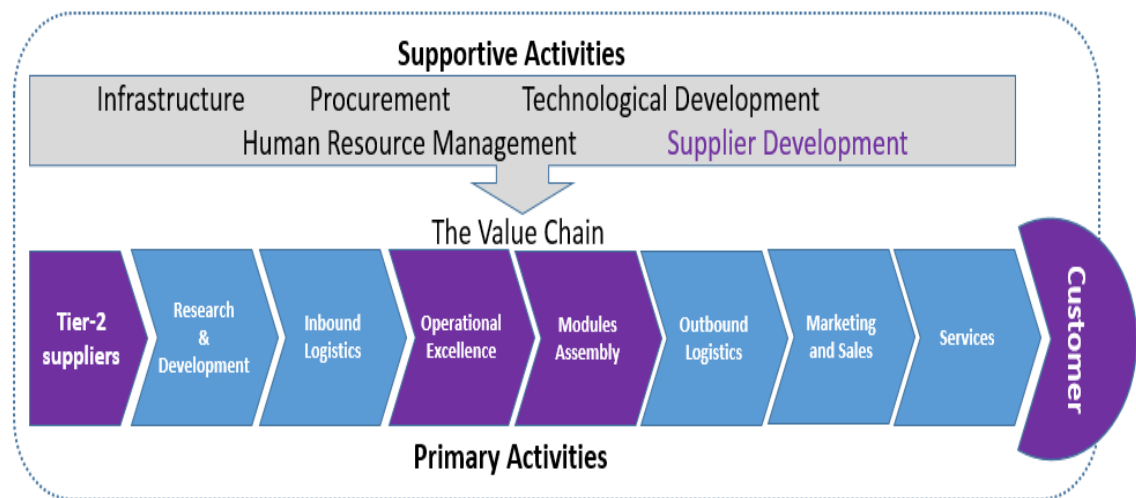 Supportive Activities
Infrastructure Procurement Technological Development
Human Resource Management Supplier Development
The Value Chain
Tier-2
suppliers
Research
&
Development
Inbound
Logistics
Operational
Excellence
Modules
Assembly
Outbound
Logistics
Marketing
and Sales
Services
Customer
Primary Activities